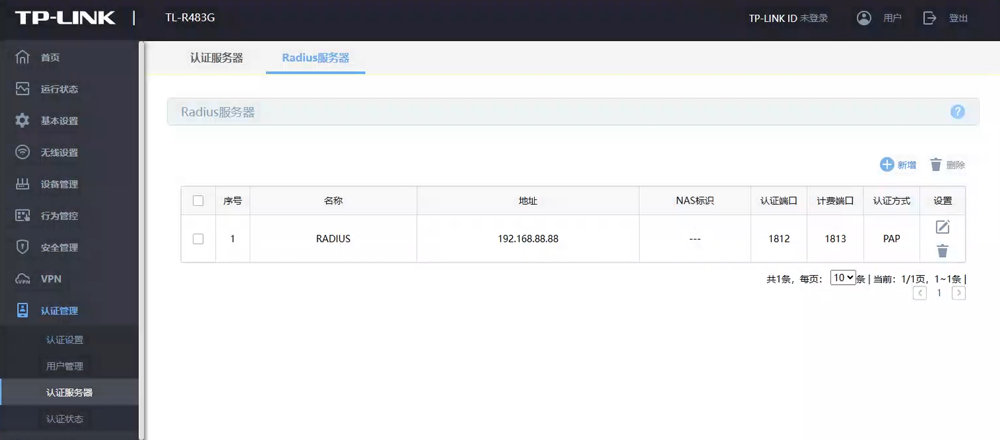 TP-LINK | TL-R483G TP-LINK ID 未登录 用户 登出
首页
运行状态
基本设置
无线设置
设备管理
行为管控
安全管理
VPN
认证管理
认证设置
用户管理
认证服务器
认证状态
认证服务器 Radius服务器
Radius服务器 ?
新增 删除
序号 名称 地址 NAS标识 认证端口 计费端口 认证方式 设置
1 RADIUS 192.168.88.88 --- 1812 1813 PAP
共1条，每页： 10 条 | 当前：1/1页，1~1条 |
< 1 >